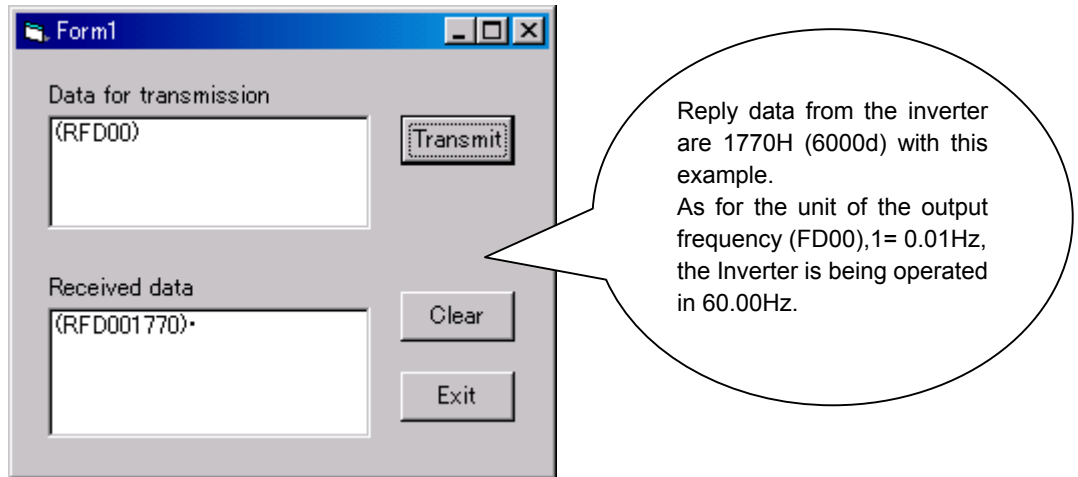 Form1
Data for transmission
(RFD00)
Transmit
Received data
(RFD001770)･
Clear
Exit
Reply data from the inverter
are 1770H (6000d) with this
example.
As for the unit of the output
frequency (FD00),1= 0.01Hz,
the Inverter is being operated
in 60.00Hz.